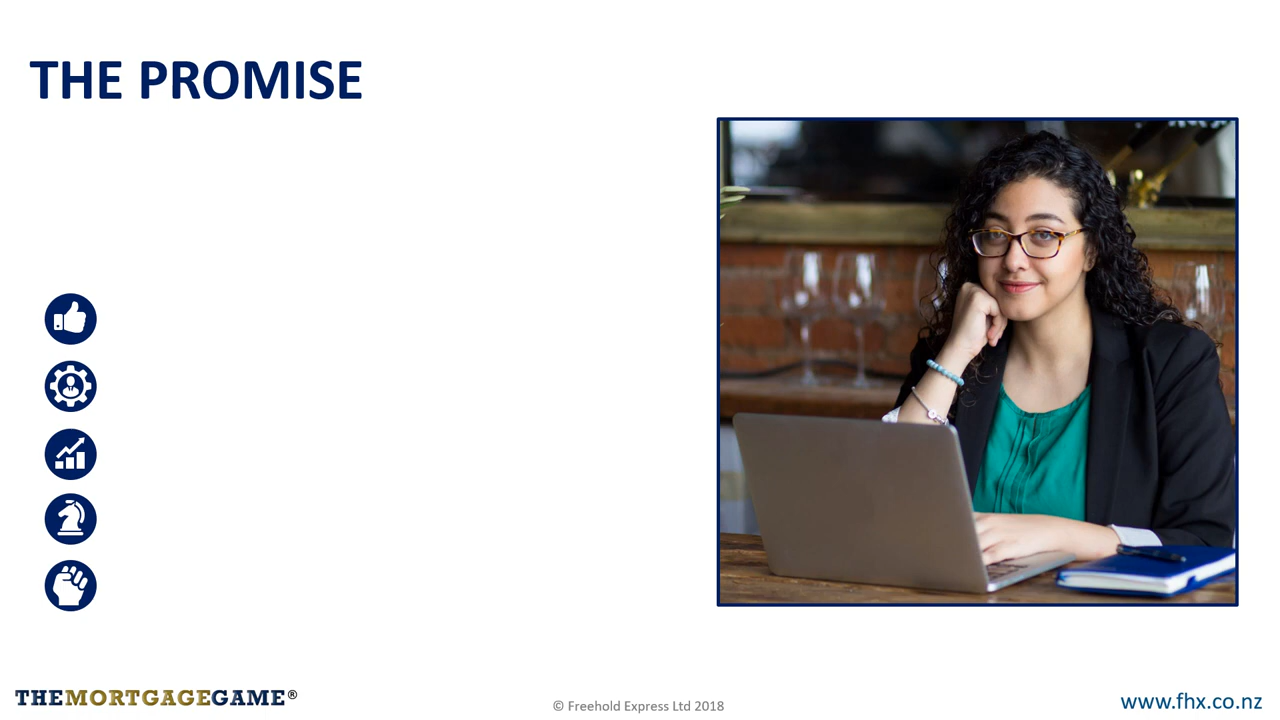 THE PROMISE
THEMORTGAGEGAME®
© Freehold Express Ltd 2018
www.fhx.co.nz